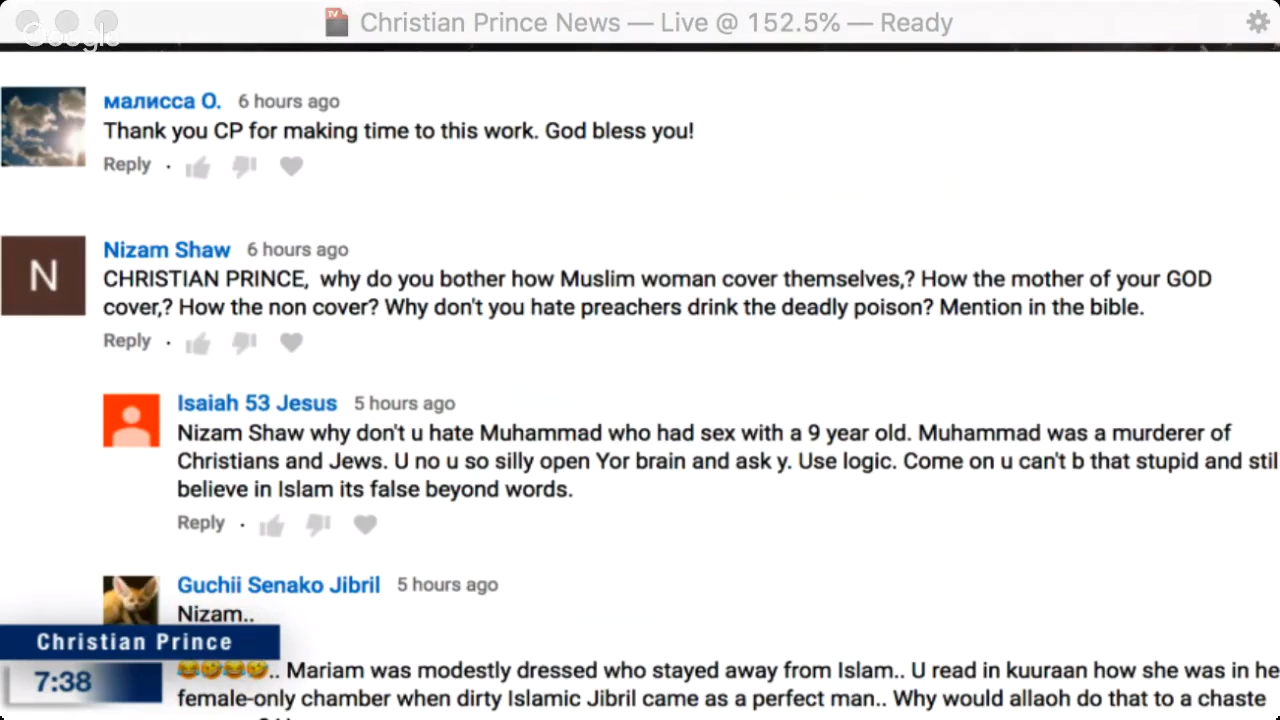 TV
Christian Prince News — Live @ 152.5% — Ready
Google
малисса О. 6 hours ago
Thank you CP for making time to this work. God bless you!
Reply ·
N
Nizam Shaw 6 hours ago
CHRISTIAN PRINCE, why do you bother how Muslim woman cover themselves,? How the mother of your GOD
cover,? How the non cover? Why don't you hate preachers drink the deadly poison? Mention in the bible.
Reply ·
Isaiah 53 Jesus 5 hours ago
Nizam Shaw why don't u hate Muhammad who had sex with a 9 year old. Muhammad was a murderer of
Christians and Jews. U no u so silly open Yor brain and ask y. Use logic. Come on u can't b that stupid and stil
believe in Islam its false beyond words.
Reply ·
Guchii Senako Jibril 5 hours ago
Nizam..
Christian Prince
😂🤣😂🤣.. Mariam was modestly dressed who stayed away from Islam.. U read in kuuraan how she was in he
7:38
female-only chamber when dirty Islamic Jibril came as a perfect man.. Why would allaoh do that to a chaste